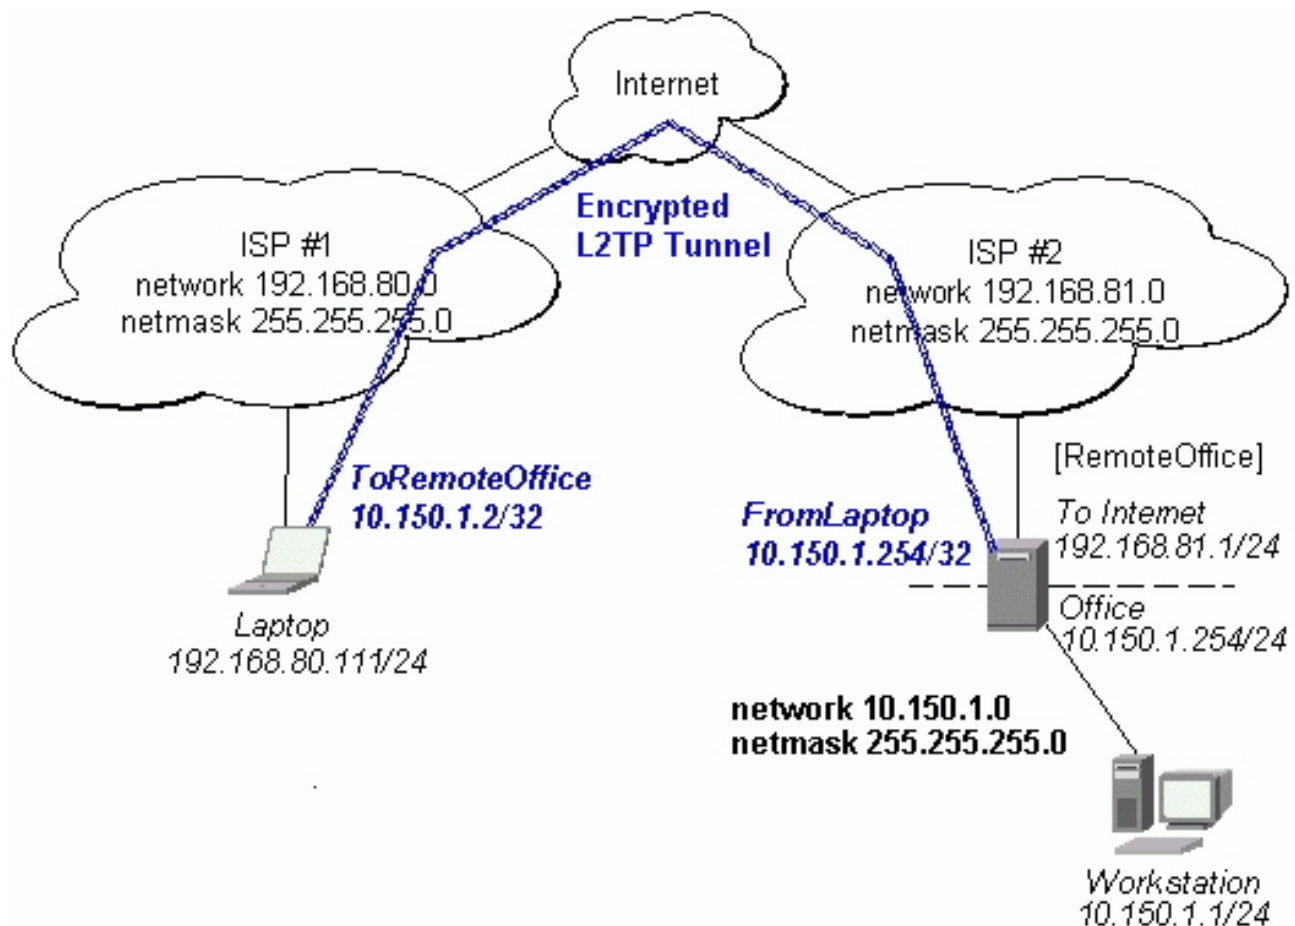 Internet
Encrypted
L2TP Tunnel
ISP #1
network 192.168.80.0
netmask 255.255.255.0
ISP #2
network 192.168.81.0
netmask 255.255.255.0
ToRemoteOffice
10.150.1.2/32
[RemoteOffice]
FromLaptop
10.150.1.254/32
To Internet
192.168.81.1/24
Office
10.150.1.254/24
Laptop
192.168.80.111/24
network 10.150.1.0
netmask 255.255.255.0
Workstation
10.150.1.1/24